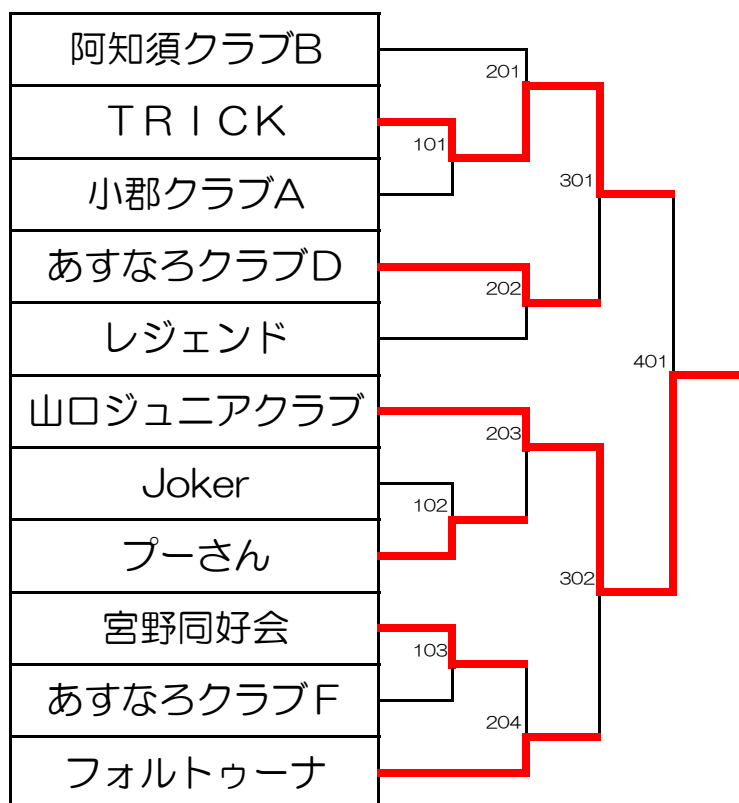 阿知須クラブB
ＴＲＩＣＫ
小郡クラブA
あすなろクラブD
レジェンド
山口ジュニアクラブ
Joker
プーさん
宮野同好会
あすなろクラブＦ
フォルトゥーナ
101
102
103
201
202
203
204
301
302
401